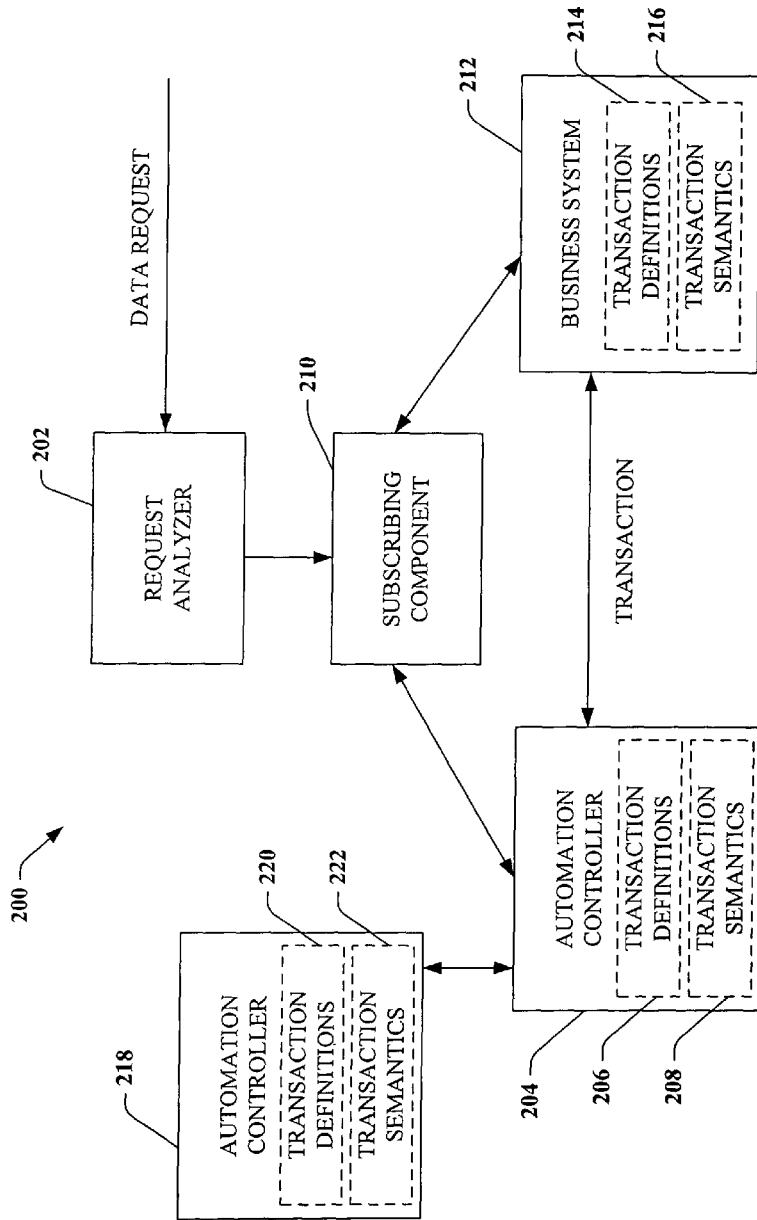 200
DATA REQUEST
202
REQUEST
ANALYZER
210
SUBSCRIBING
COMPONENT
218
AUTOMATION
CONTROLLER
220
TRANSACTION
DEFINITIONS
222
TRANSACTION
SEMANTICS
204
AUTOMATION
CONTROLLER
206
TRANSACTION
DEFINITIONS
208
TRANSACTION
SEMANTICS
TRANSACTION
212
BUSINESS SYSTEM
214
TRANSACTION
DEFINITIONS
216
TRANSACTION
SEMANTICS